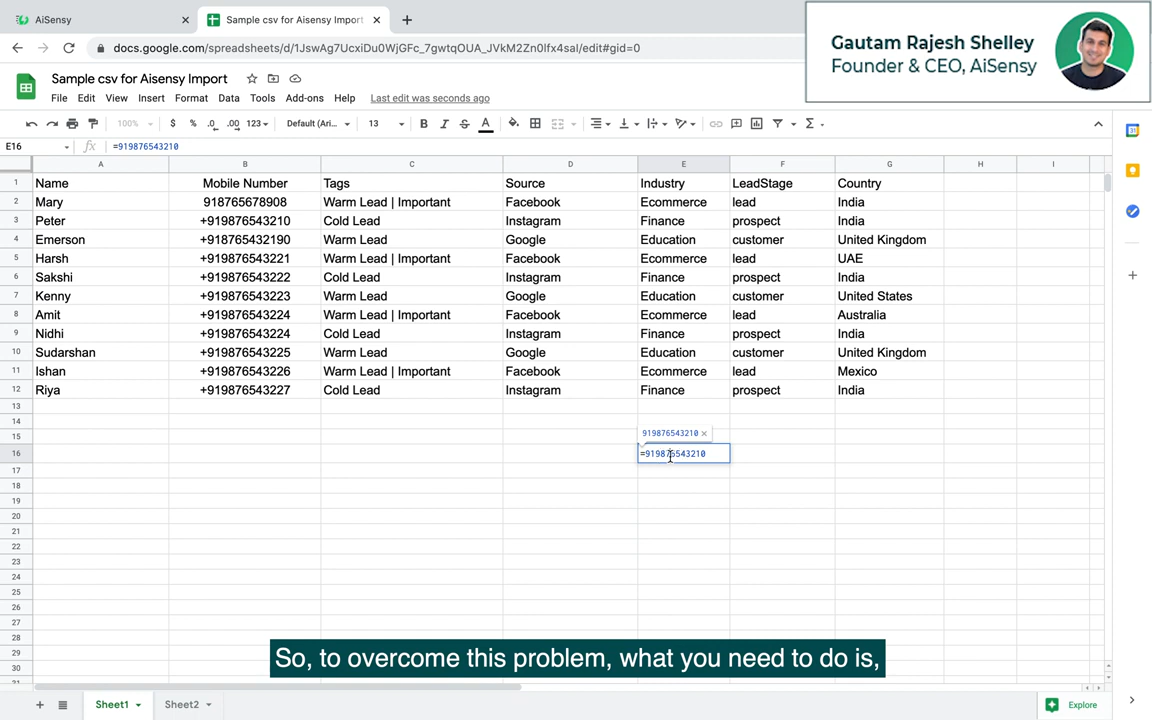 AiSensy
Sample csv for Aisensy Import
docs.google.com/spreadsheets/d/1JswAg7UcxiDu0WjGFc_7gwtqOUA_JVkM2Zn0Ifx4saI/edit#gid=0
Gautam Rajesh Shelley
Founder & CEO, AiSensy
Sample csv for Aisensy Import
File Edit View Insert Format Data Tools Add-ons Help Last edit was seconds ago
100% $ % .0 .00 123 Default (Ari... 13 B I S A
E16 fx =919876543210
A B C D E F G H I
1 Name Mobile Number Tags Source Industry LeadStage Country
2 Mary 918765678908 Warm Lead | Important Facebook Ecommerce lead India
3 Peter +919876543210 Cold Lead Instagram Finance prospect India
4 Emerson +918765432190 Warm Lead Google Education customer United Kingdom
5 Harsh +919876543221 Warm Lead | Important Facebook Ecommerce lead UAE
6 Sakshi +919876543222 Cold Lead Instagram Finance prospect India
7 Kenny +919876543223 Warm Lead Google Education customer United States
8 Amit +919876543224 Warm Lead | Important Facebook Ecommerce lead Australia
9 Nidhi +919876543224 Cold Lead Instagram Finance prospect India
10 Sudarshan +919876543225 Warm Lead Google Education customer United Kingdom
11 Ishan +919876543226 Warm Lead | Important Facebook Ecommerce lead Mexico
12 Riya +919876543227 Cold Lead Instagram Finance prospect India
13
14
919876543210 ×
15
16 =919876543210
17
18
19
20
21
22
23
24
25
26
27
28
29
30
So, to overcome this problem, what you need to do is,
Sheet1 Sheet2 Explore